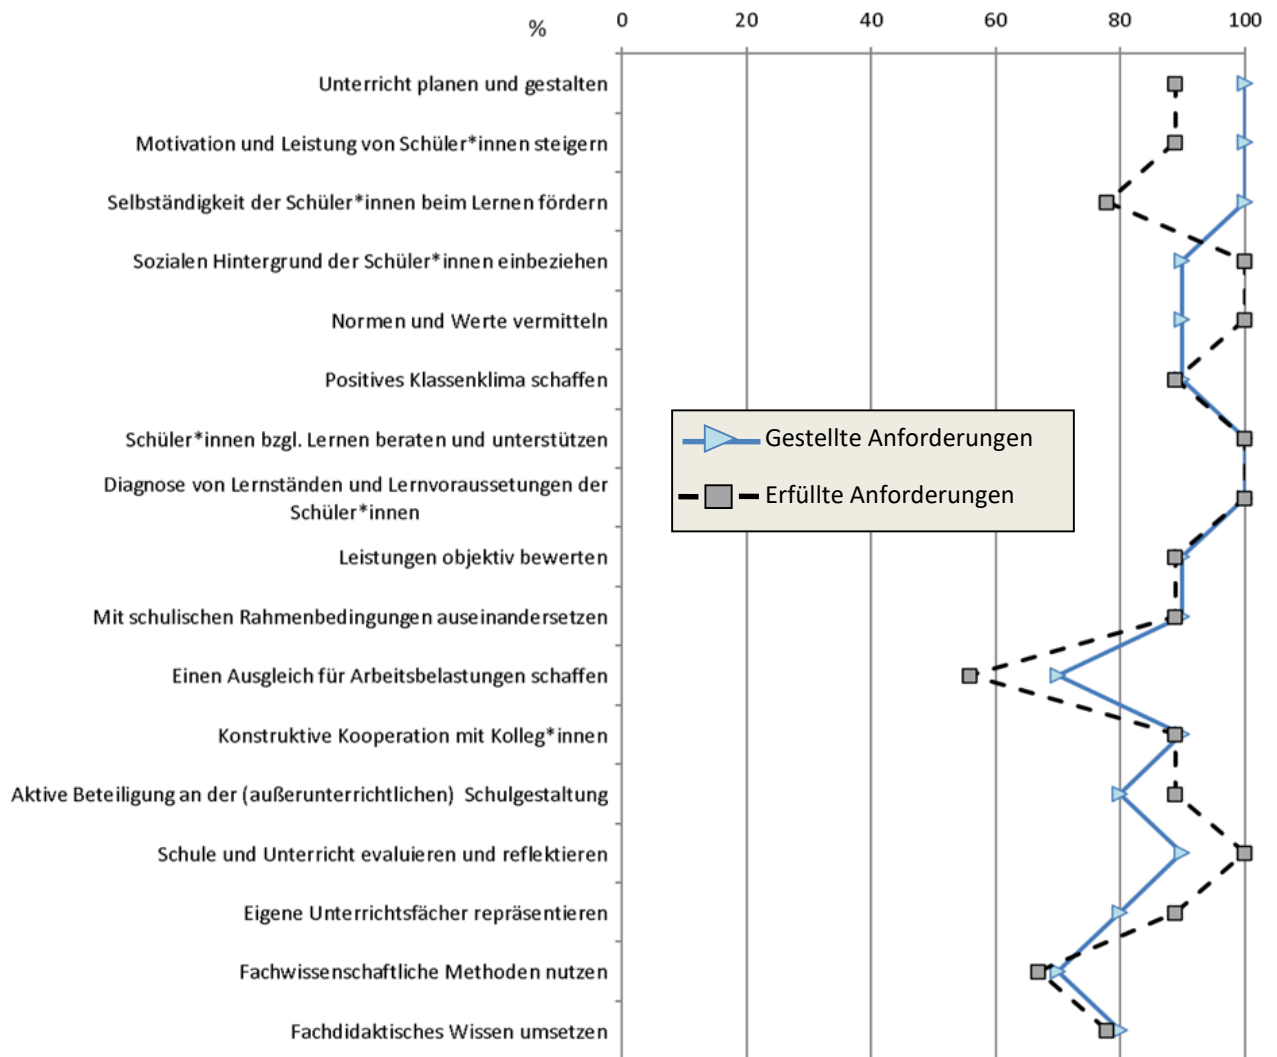 0 20 40 60 80 100
%
Unterricht planen und gestalten
Motivation und Leistung von Schüler*innen steigern
Selbständigkeit der Schüler*innen beim Lernen fördern
Sozialen Hintergrund der Schüler*innen einbeziehen
Normen und Werte vermitteln
Positives Klassenklima schaffen
Schüler*innen bzgl. Lernen beraten und unterstützen
Diagnose von Lernständen und Lernvoraussetungen der
Schüler*innen
Leistungen objektiv bewerten
Mit schulischen Rahmenbedingungen auseinandersetzen
Einen Ausgleich für Arbeitsbelastungen schaffen
Konstruktive Kooperation mit Kolleg*innen
Aktive Beteiligung an der (außerunterrichtlichen) Schulgestaltung
Schule und Unterricht evaluieren und reflektieren
Eigene Unterrichtsfächer repräsentieren
Fachwissenschaftliche Methoden nutzen
Fachdidaktisches Wissen umsetzen
Gestellte Anforderungen
Erfüllte Anforderungen